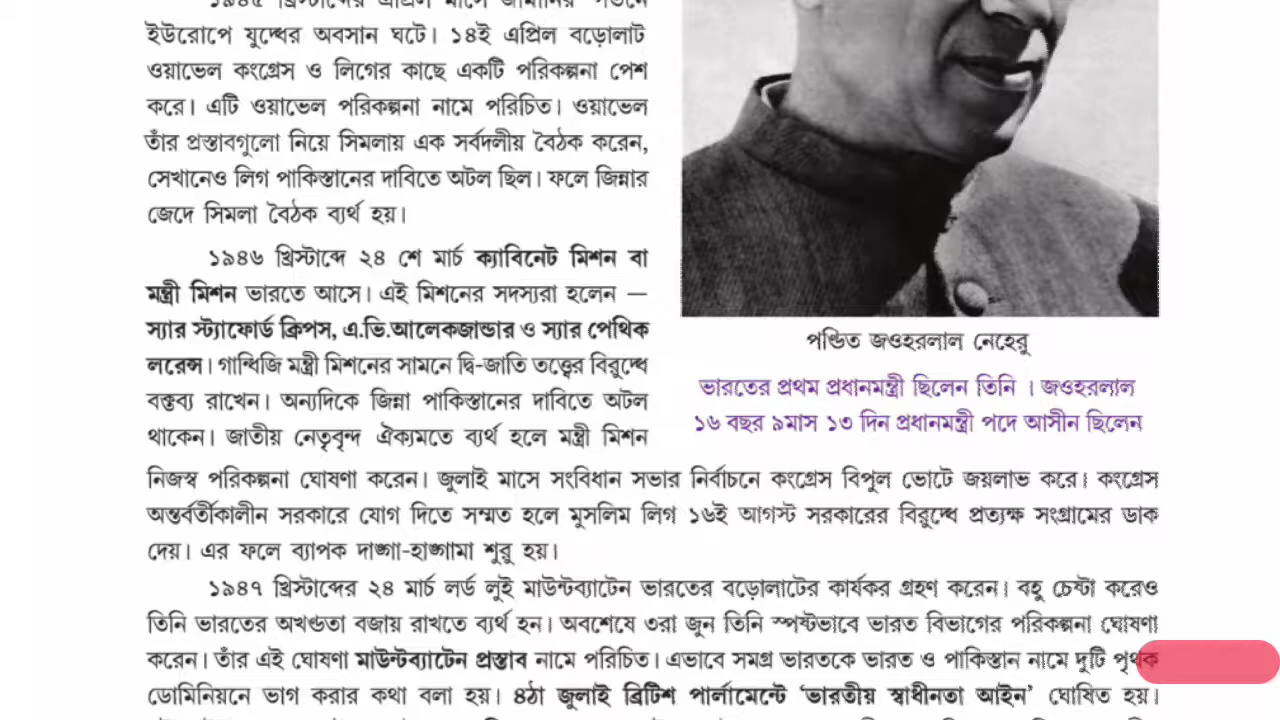 ১৯৪৫ খ্রিস্টাব্দের এপ্রিল মাসে জার্মানির পতনে
ইউরোপে যুদ্ধের অবসান ঘটে। ১৪ই এপ্রিল বড়োলাট
ওয়াভেল কংগ্রেস ও লিগের কাছে একটি পরিকল্পনা পেশ
করে। এটি ওয়াভেল পরিকল্পনা নামে পরিচিত। ওয়াভেল
তাঁর প্রস্তাবগুলো নিয়ে সিমলায় এক সর্বদলীয় বৈঠক করেন,
সেখানেও লিগ পাকিস্তানের দাবিতে অটল ছিল। ফলে জিন্নার
জেদে সিমলা বৈঠক ব্যর্থ হয়।
১৯৪৬ খ্রিস্টাব্দে ২৪ শে মার্চ ক্যাবিনেট মিশন বা
মন্ত্রী মিশন ভারতে আসে। এই মিশনের সদস্যরা হলেন —
স্যার স্ট্যাফোর্ড ক্রিপস, এ.ভি.আলেকজান্ডার ও স্যার পেথিক
লরেন্স। গান্ধিজি মন্ত্রী মিশনের সামনে দ্বি-জাতি তত্ত্বের বিরুদ্ধে
বক্তব্য রাখেন। অন্যদিকে জিন্না পাকিস্তানের দাবিতে অটল
থাকেন। জাতীয় নেতৃবৃন্দ ঐক্যমতে ব্যর্থ হলে মন্ত্রী মিশন
পণ্ডিত জওহরলাল নেহেরু
ভারতের প্রথম প্রধানমন্ত্রী ছিলেন তিনি । জওহরলাল
১৬ বছর ৯মাস ১৩ দিন প্রধানমন্ত্রী পদে আসীন ছিলেন
নিজস্ব পরিকল্পনা ঘোষণা করেন। জুলাই মাসে সংবিধান সভার নির্বাচনে কংগ্রেস বিপুল ভোটে জয়লাভ করে। কংগ্রেস
অন্তর্বর্তীকালীন সরকারে যোগ দিতে সম্মত হলে মুসলিম লিগ ১৬ই আগস্ট সরকারের বিরুদ্ধে প্রত্যক্ষ সংগ্রামের ডাক
দেয়। এর ফলে ব্যাপক দাঙ্গা-হাঙ্গামা শুরু হয়।
১৯৪৭ খ্রিস্টাব্দের ২৪ মার্চ লর্ড লুই মাউন্টব্যাটেন ভারতের বড়োলাটের কার্যকর গ্রহণ করেন। বহু চেষ্টা করেও
তিনি ভারতের অখণ্ডতা বজায় রাখতে ব্যর্থ হন। অবশেষে ৩রা জুন তিনি স্পষ্টভাবে ভারত বিভাগের পরিকল্পনা ঘোষণা
করেন। তাঁর এই ঘোষণা মাউন্টব্যাটেন প্রস্তাব নামে পরিচিত। এভাবে সমগ্র ভারতকে ভারত ও পাকিস্তান নামে দুটি পৃথক
ডোমিনিয়নে ভাগ করার কথা বলা হয়। ৪ঠা জুলাই ব্রিটিশ পার্লামেন্টে ‘ভারতীয় স্বাধীনতা আইন’ ঘোষিত হয়।